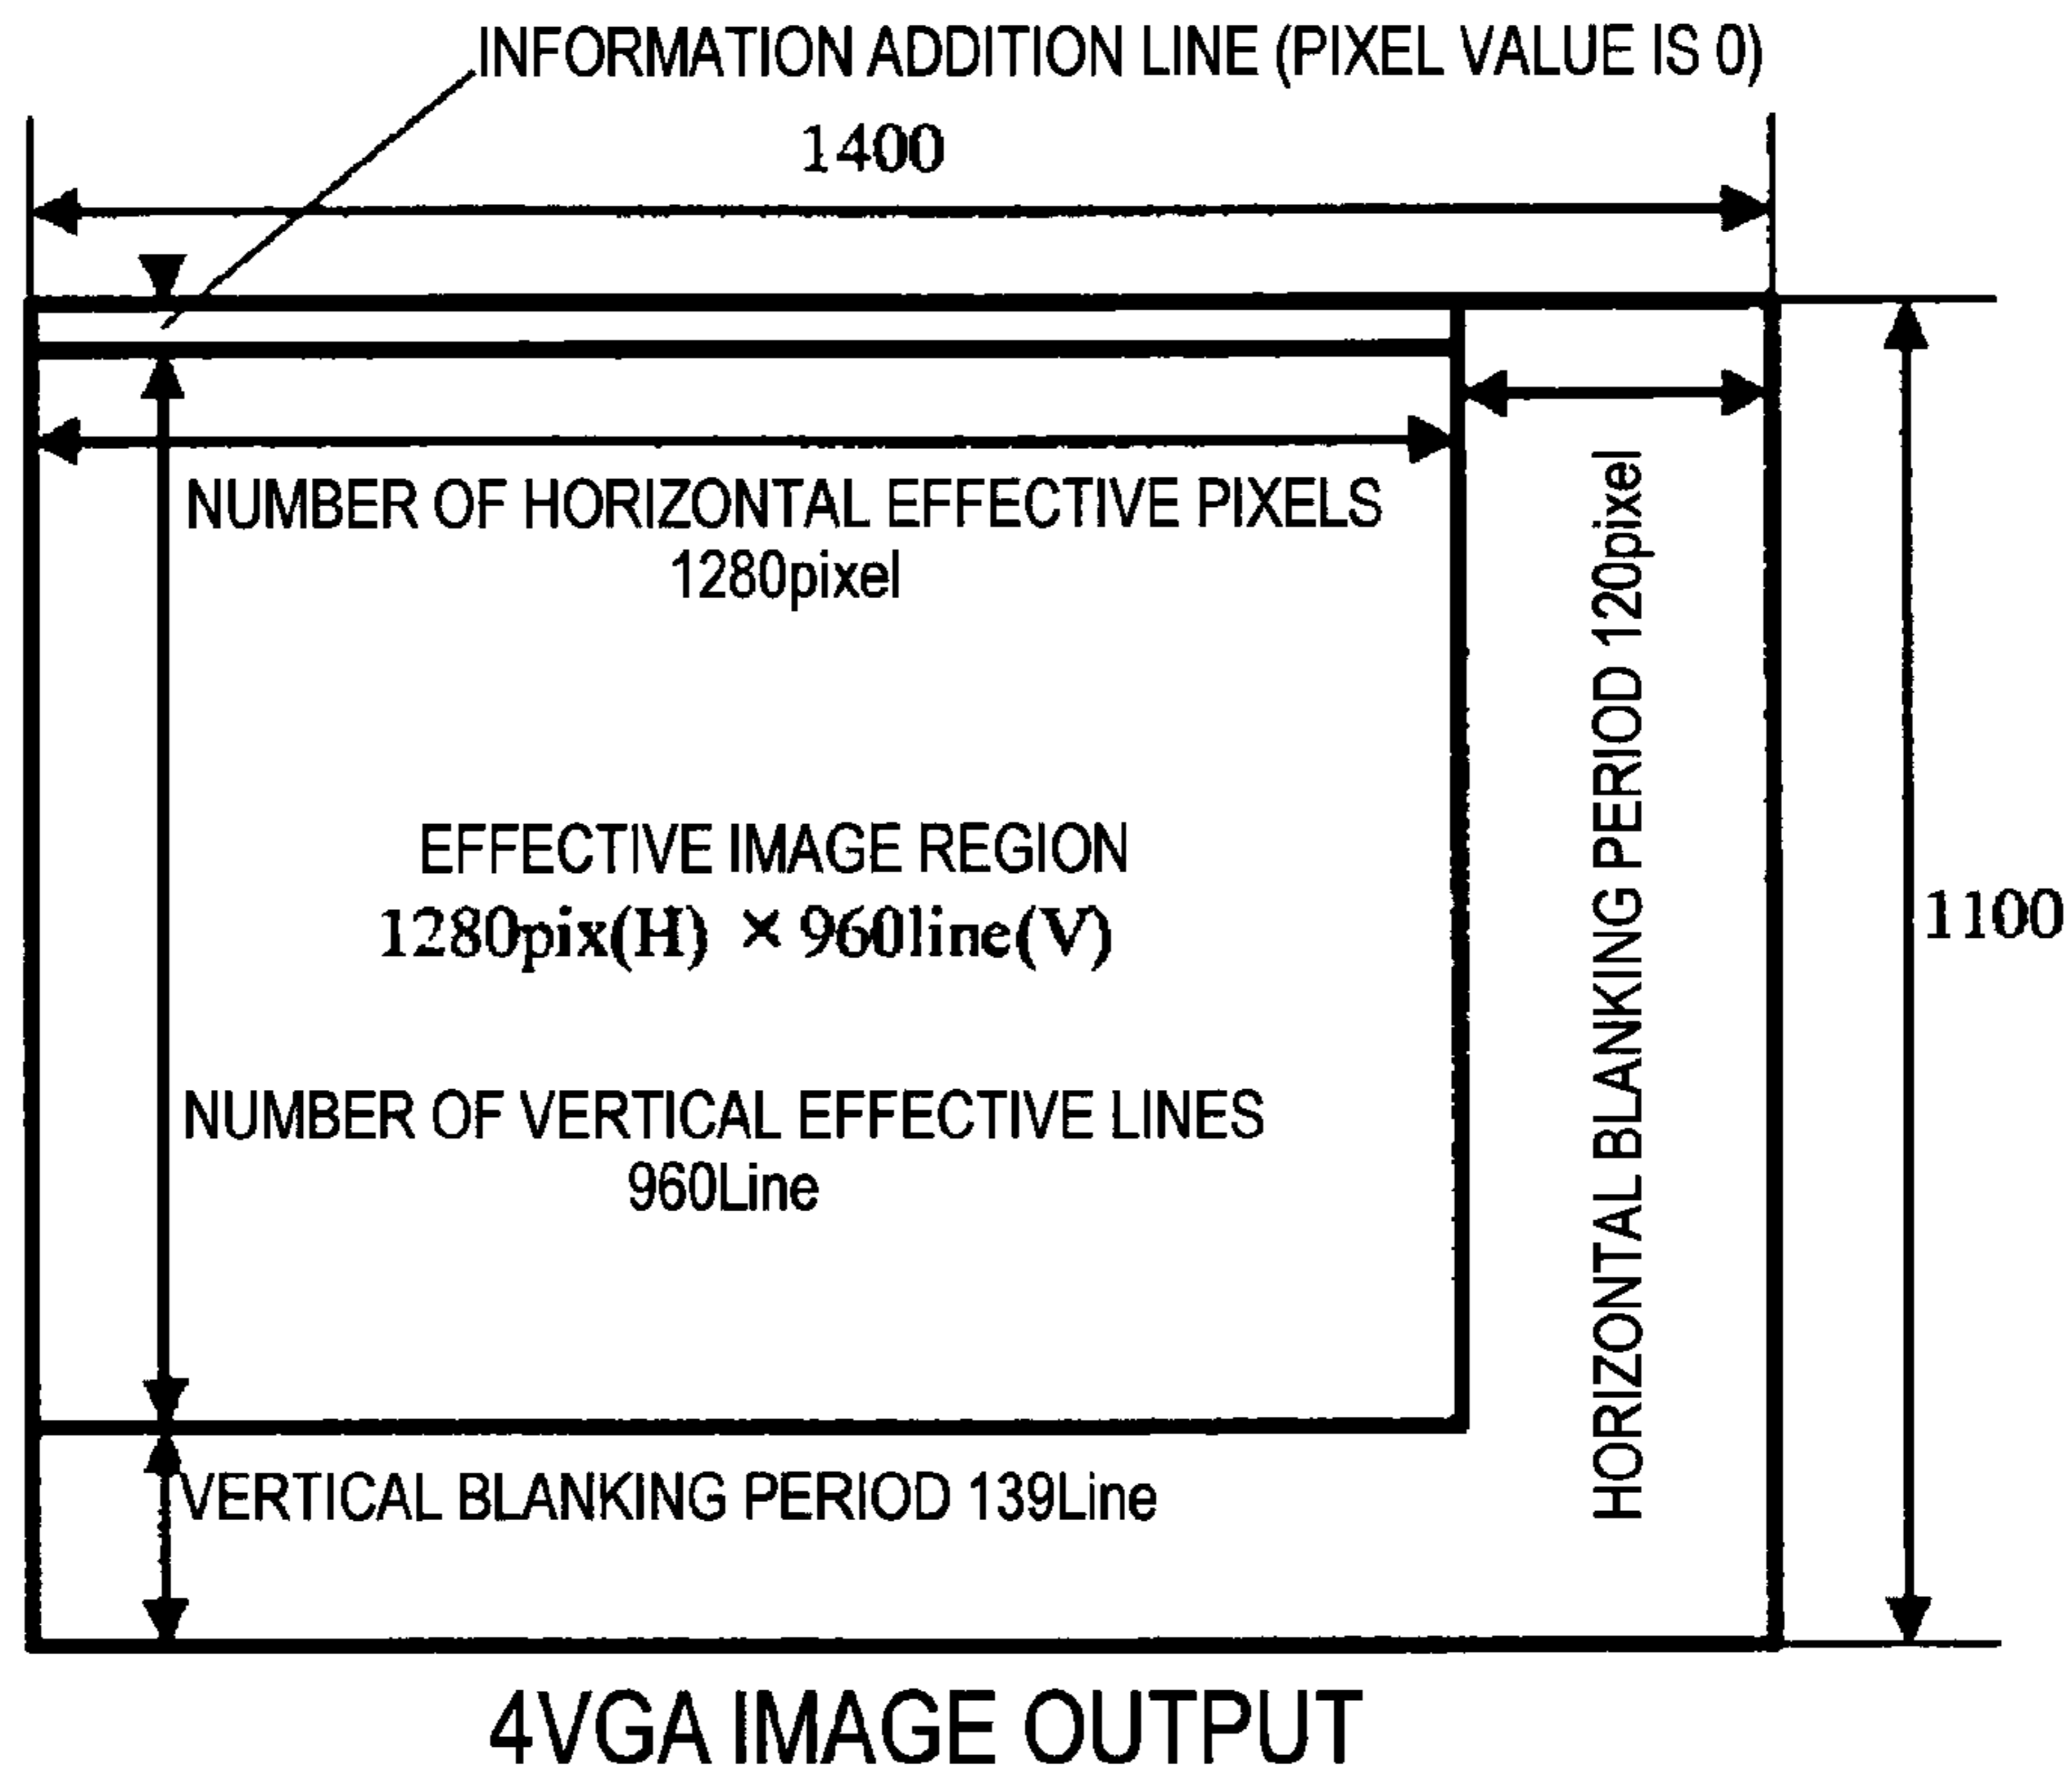 INFORMATION ADDITION LINE (PIXEL VALUE IS 0)
1400
NUMBER OF HORIZONTAL EFFECTIVE PIXELS
1280pixel
HORIZONTAL BLANKING PERIOD 120pixel
EFFECTIVE IMAGE REGION
1280pix(H) × 960line(V)
1100
NUMBER OF VERTICAL EFFECTIVE LINES
960Line
VERTICAL BLANKING PERIOD 139Line
4VGA IMAGE OUTPUT